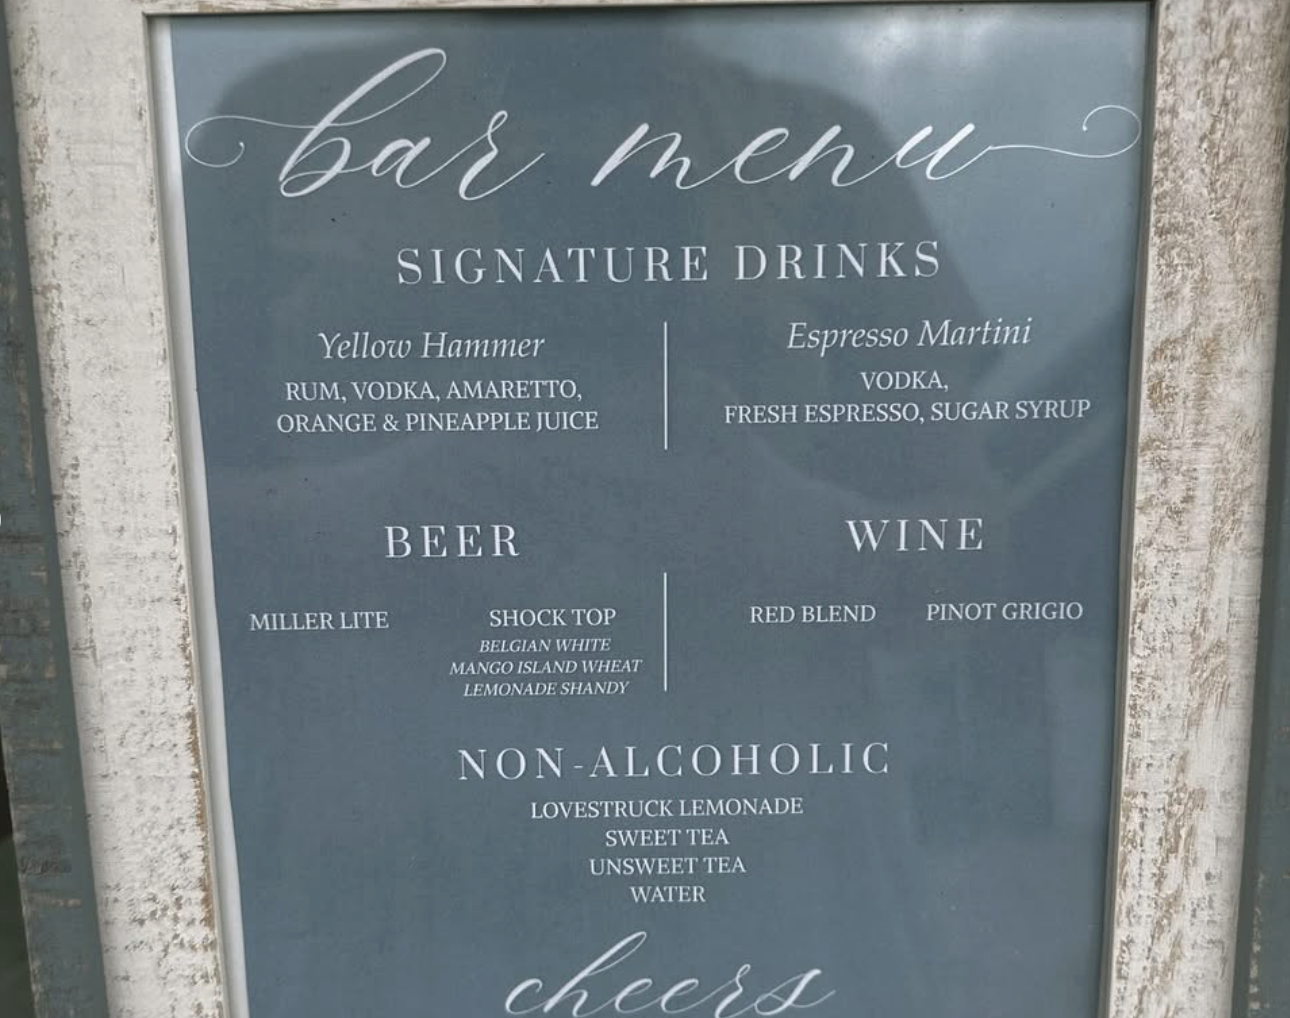 bar menu
SIGNATURE DRINKS
Yellow Hammer
RUM, VODKA, AMARETTO,
ORANGE & PINEAPPLE JUICE
Espresso Martini
VODKA,
FRESH ESPRESSO, SUGAR SYRUP
BEER
MILLER LITE
SHOCK TOP
BELGIAN WHITE
MANGO ISLAND WHEAT
LEMONADE SHANDY
WINE
RED BLEND
PINOT GRIGIO
NON-ALCOHOLIC
LOVESTRUCK LEMONADE
SWEET TEA
UNSWEET TEA
WATER
cheers